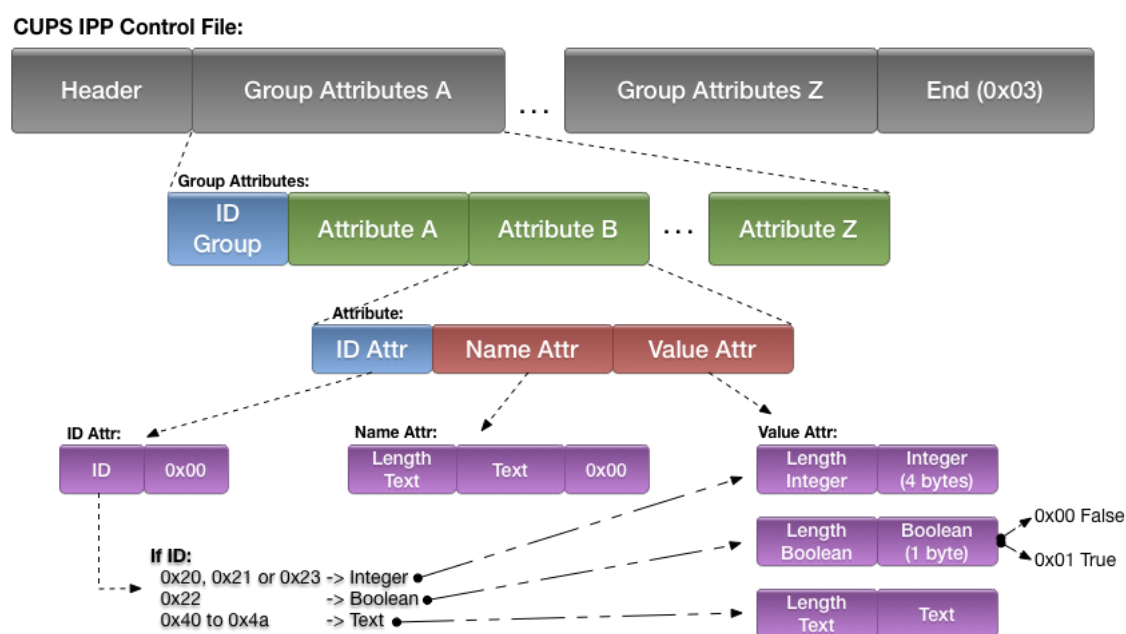 CUPS IPP Control File:
Header
Group Attributes A
...
Group Attributes Z
End (0x03)
Group Attributes:
ID
Group
Attribute A
Attribute B
...
Attribute Z
Attribute:
ID Attr
Name Attr
Value Attr
ID Attr:
ID
0x00
Name Attr:
Length
Text
Text
0x00
Value Attr:
Length
Integer
Integer
(4 bytes)
Length
Boolean
Boolean
(1 byte)
0x00 False
0x01 True
Length
Text
Text
If ID:
0x20, 0x21 or 0x23 -> Integer
0x22 -> Boolean
0x40 to 0x4a -> Text